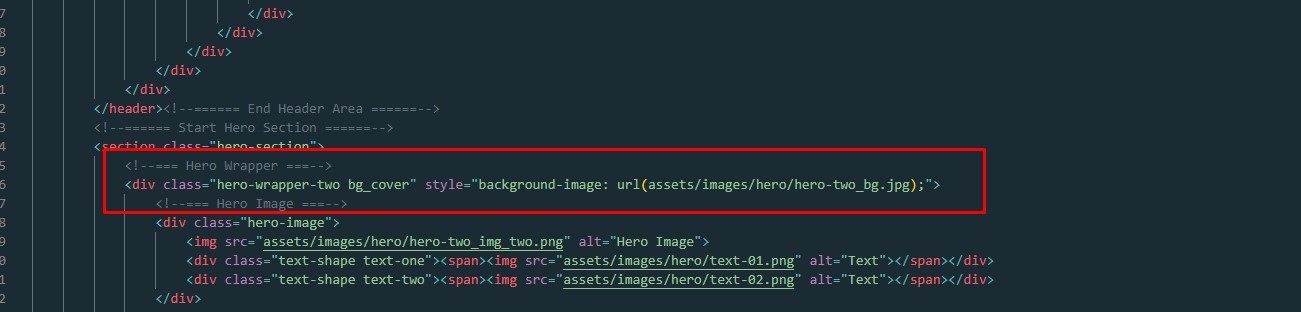 7 </div>
8 </div>
9 </div>
0 </div>
1 </div>
2 </header><!--====== End Header Area ======-->
3 <!--====== Start Hero Section ======-->
4 <section class="hero-section">
5 <!--=== Hero Wrapper ===-->
6 <div class="hero-wrapper-two bg_cover" style="background-image: url(assets/images/hero/hero-two_bg.jpg);">
7 <!--=== Hero Image ===-->
8 <div class="hero-image">
9 <img src="assets/images/hero/hero-two_img_two.png" alt="Hero Image">
0 <div class="text-shape text-one"><span><img src="assets/images/hero/text-01.png" alt="Text"></span></div>
1 <div class="text-shape text-two"><span><img src="assets/images/hero/text-02.png" alt="Text"></span></div>
2 </div>